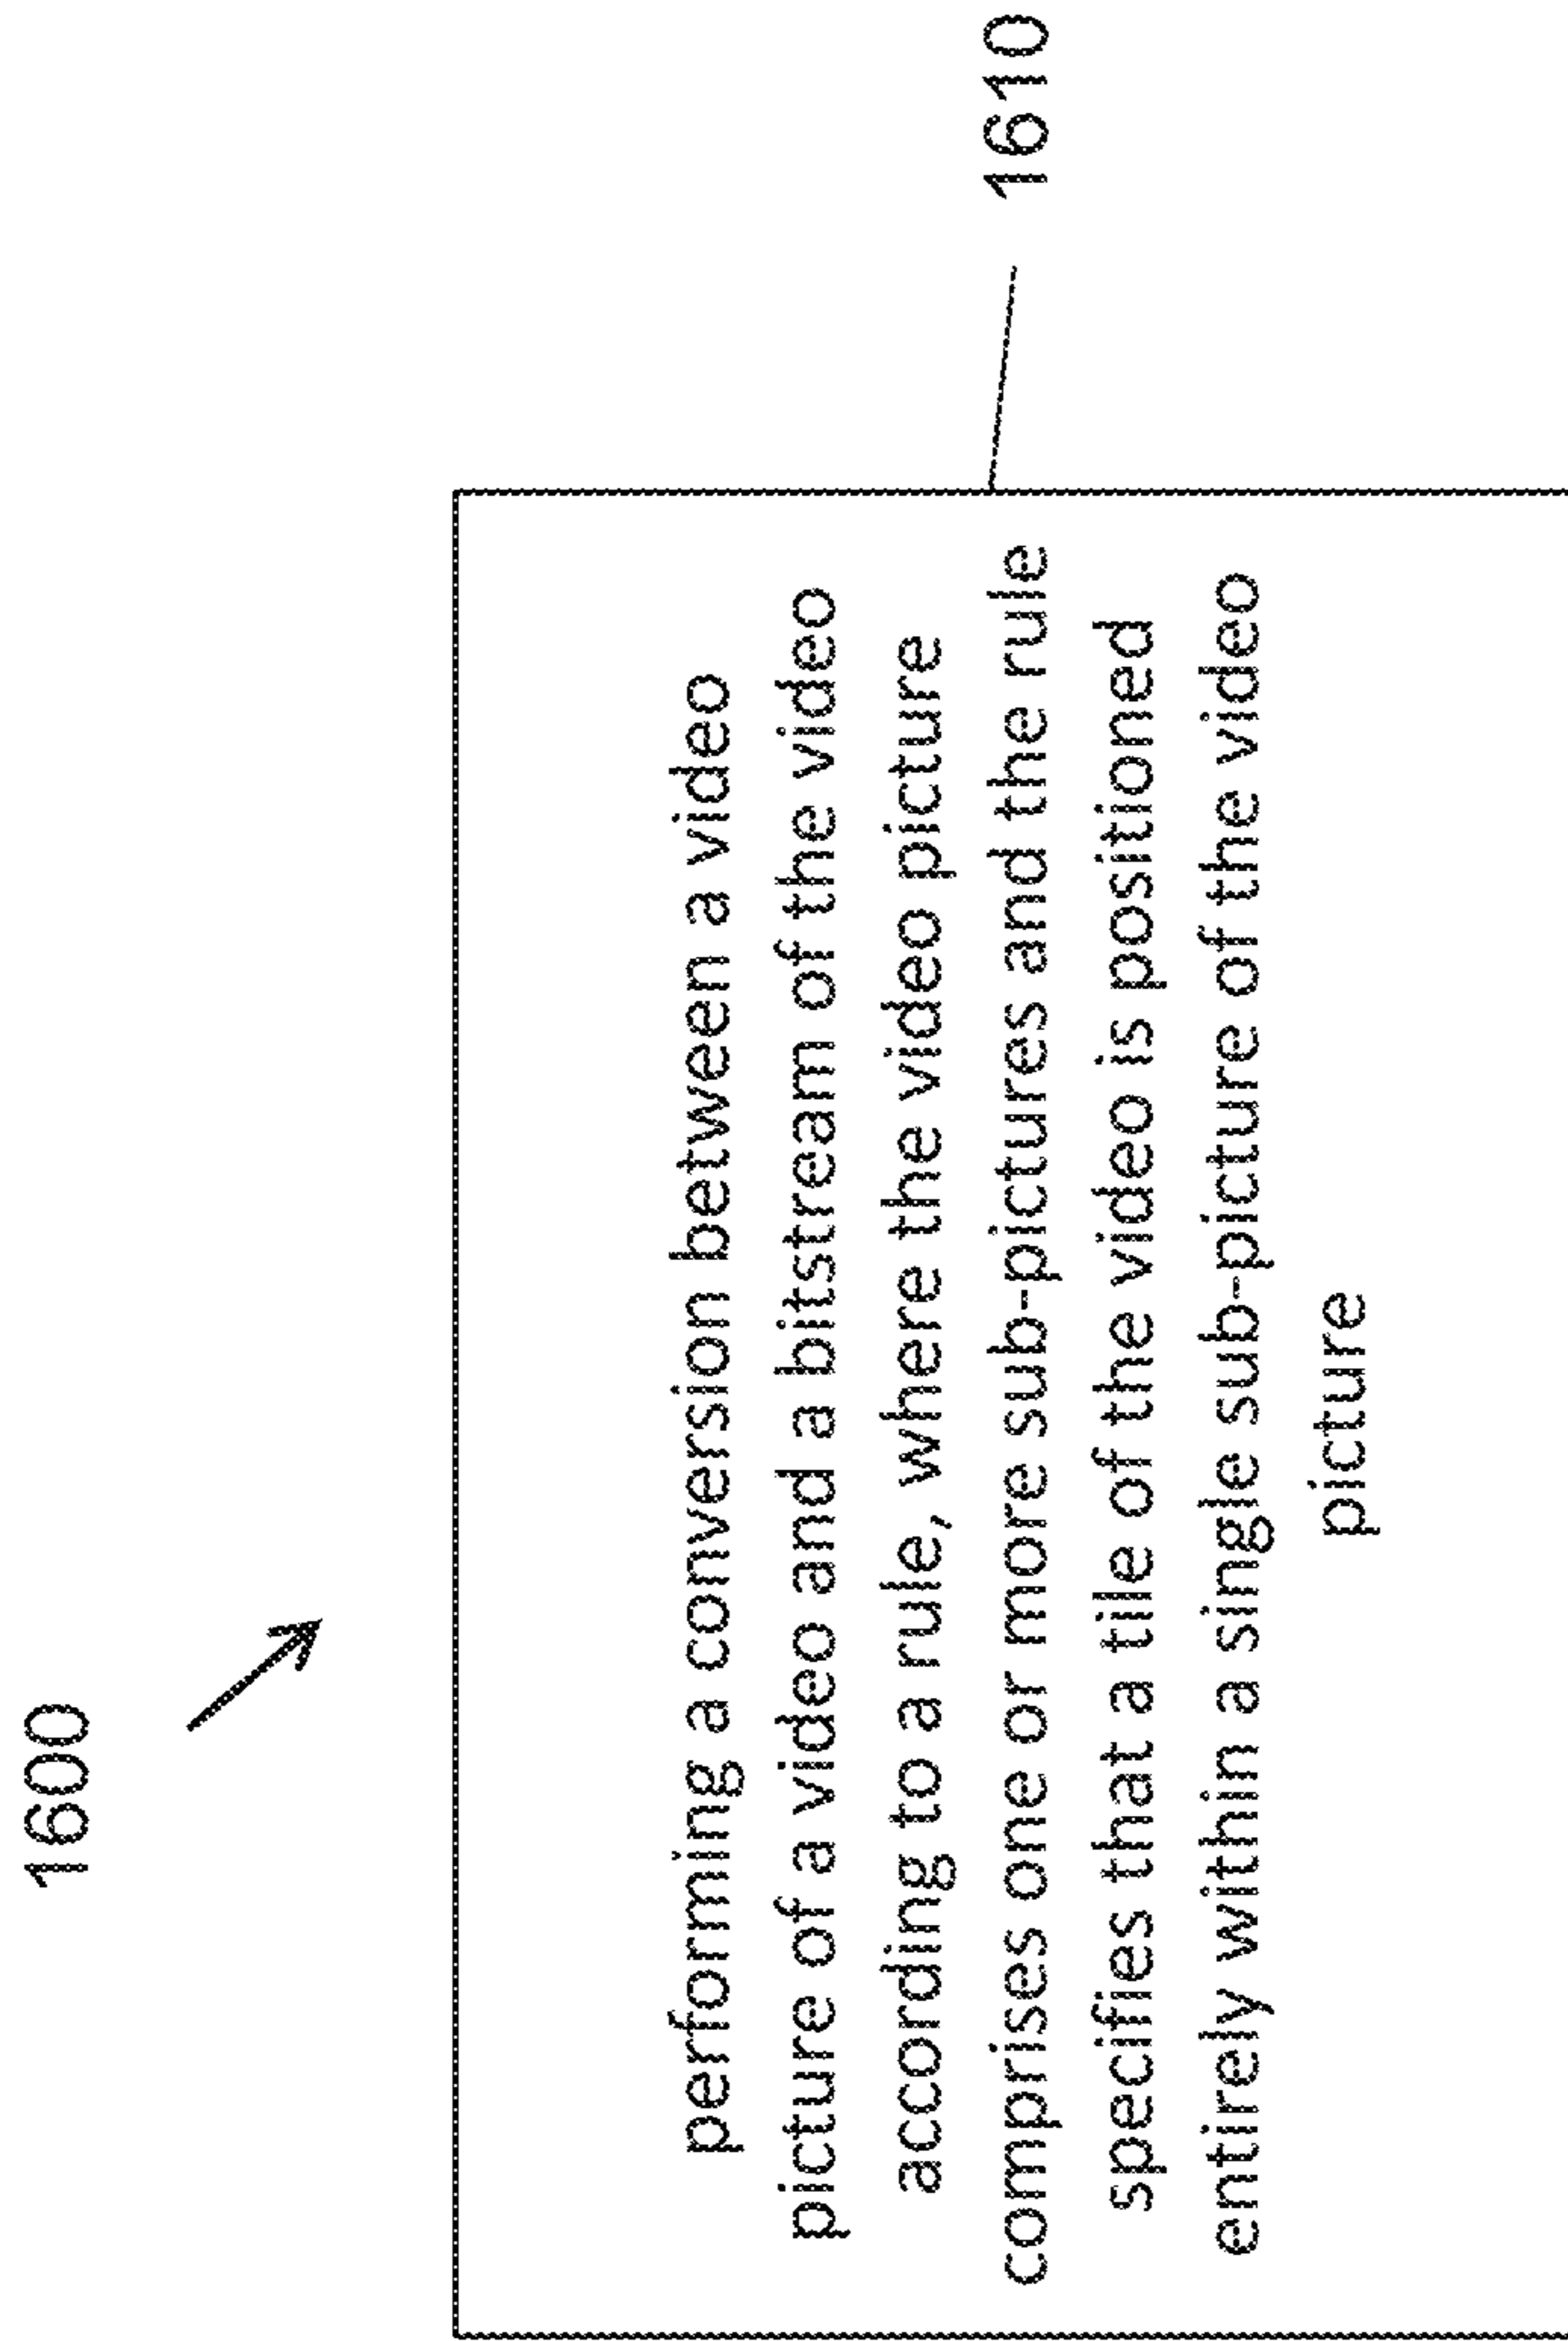 1600
performing a conversion between a video
picture of a video and a bitstream of the video
according to a rule, where the video picture
comprises one or more sub-pictures and the rule
specifies that a tile of the video is positioned
entirely within a single sub-picture of the video
picture
1610